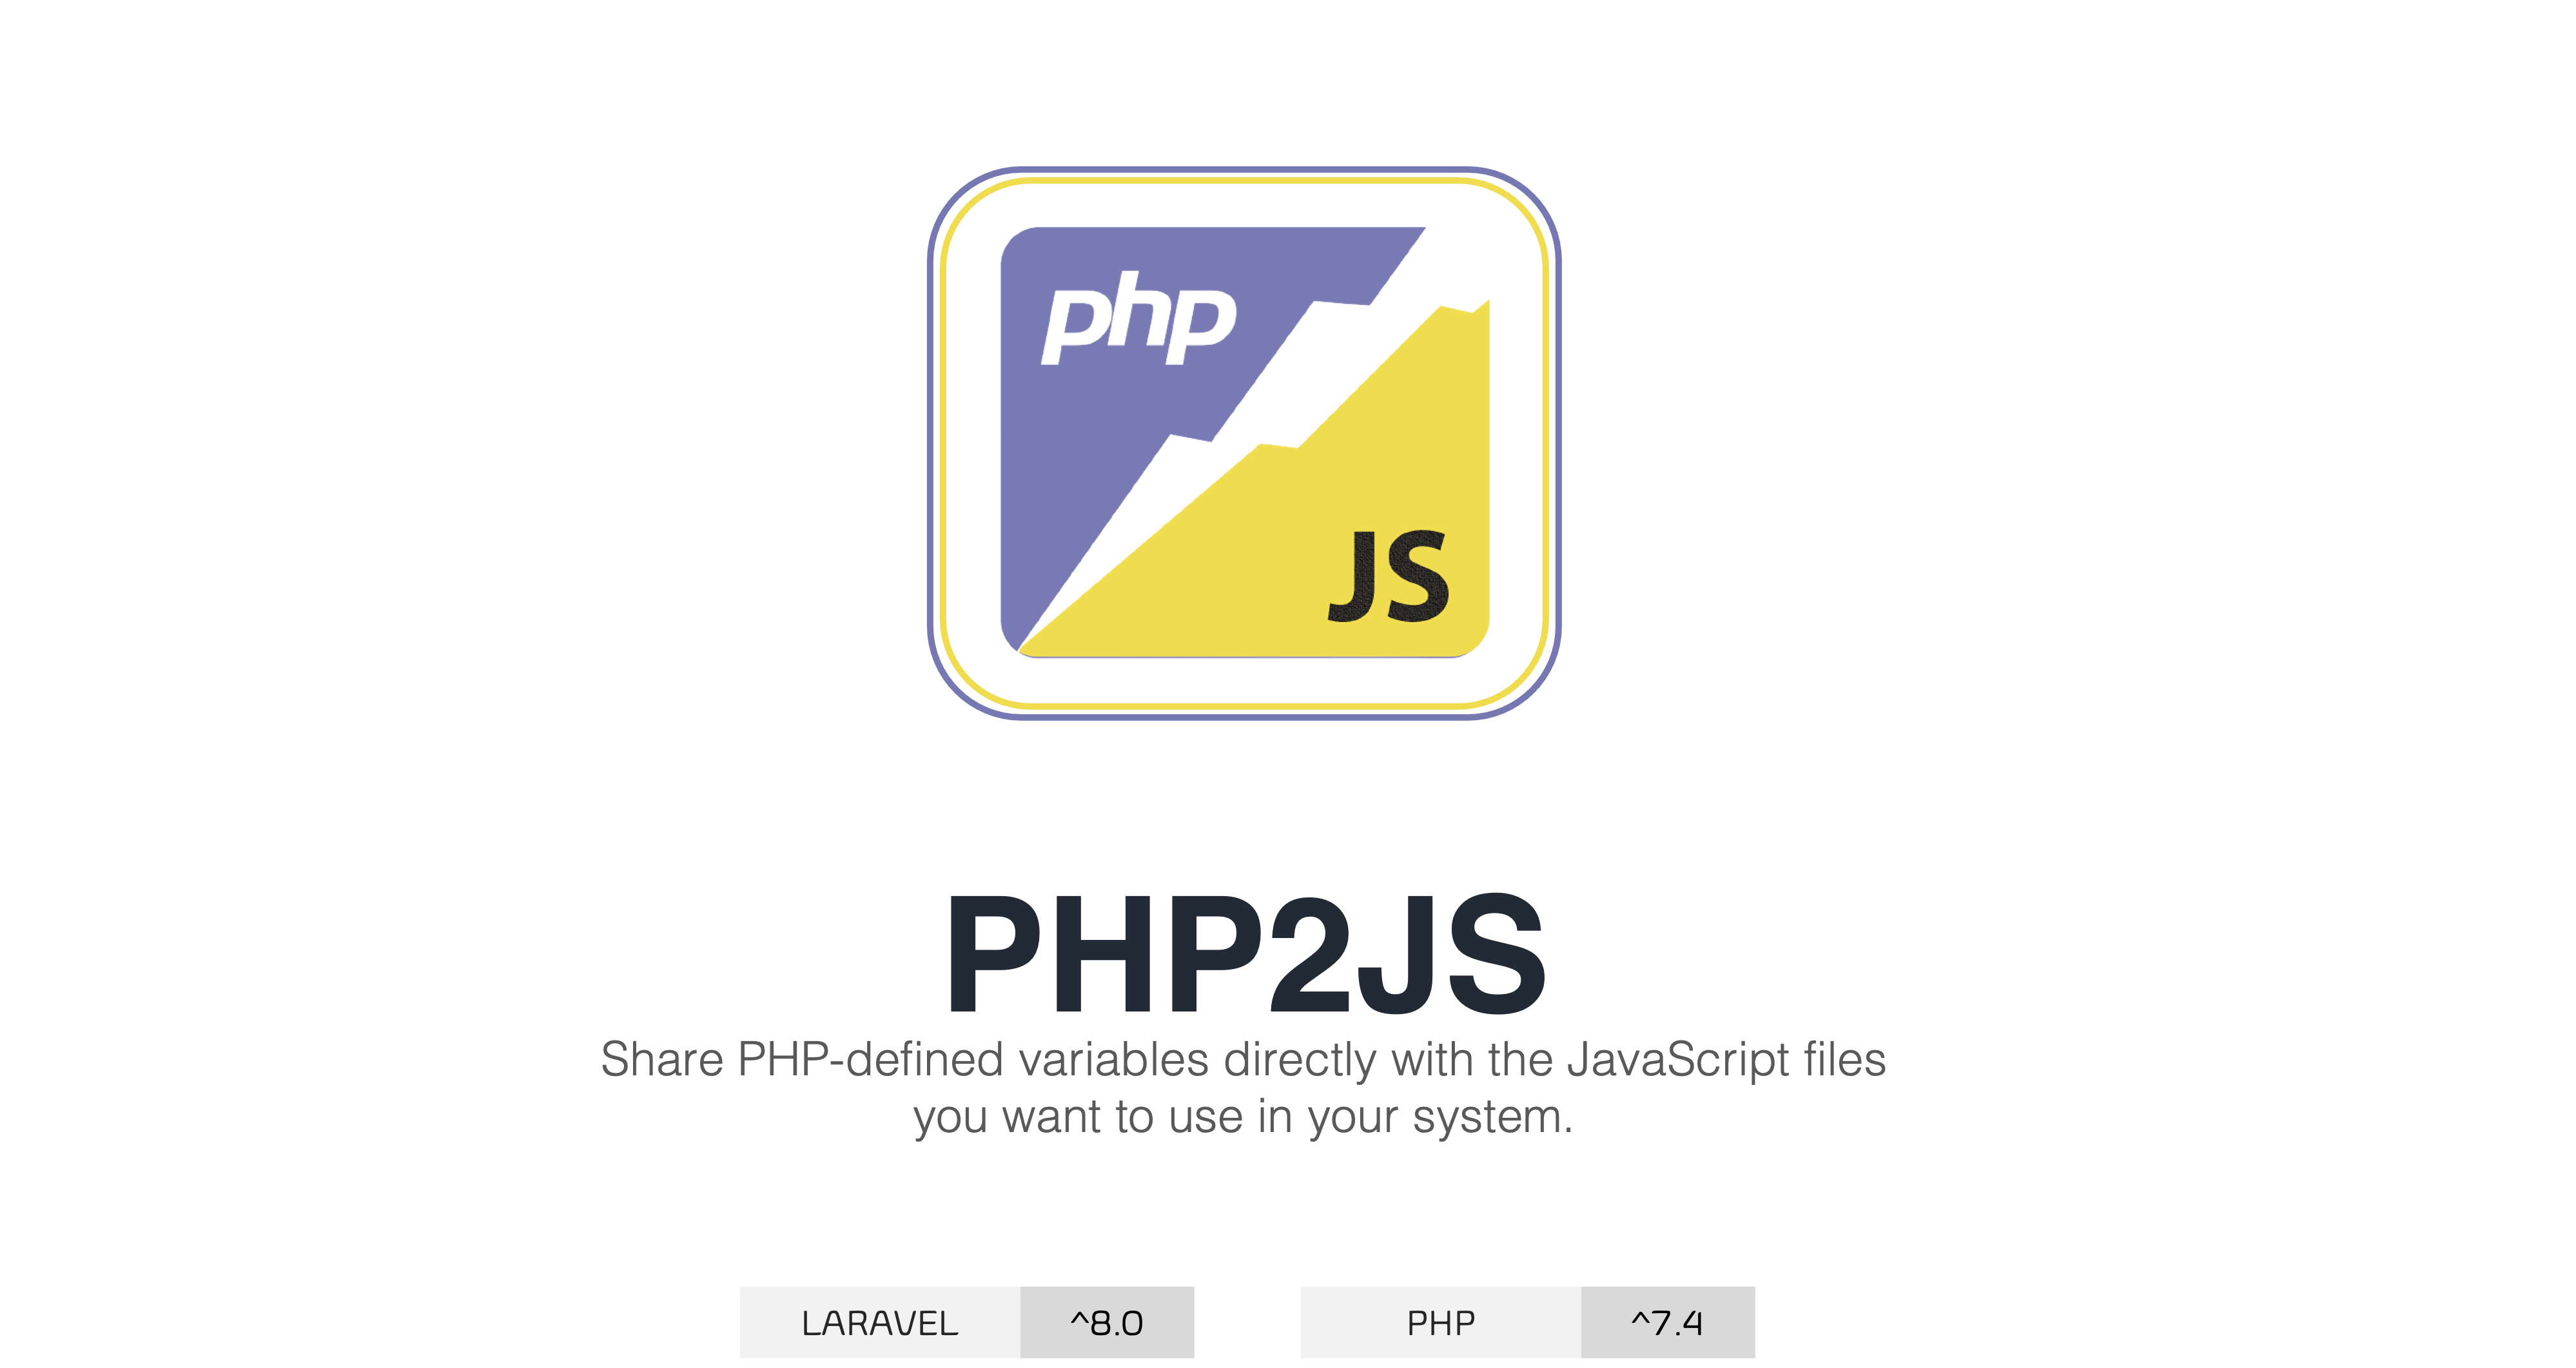 php
JS
PHP2JS
Share PHP-defined variables directly with the JavaScript files
you want to use in your system.
LARAVEL ^8.0 PHP ^7.4